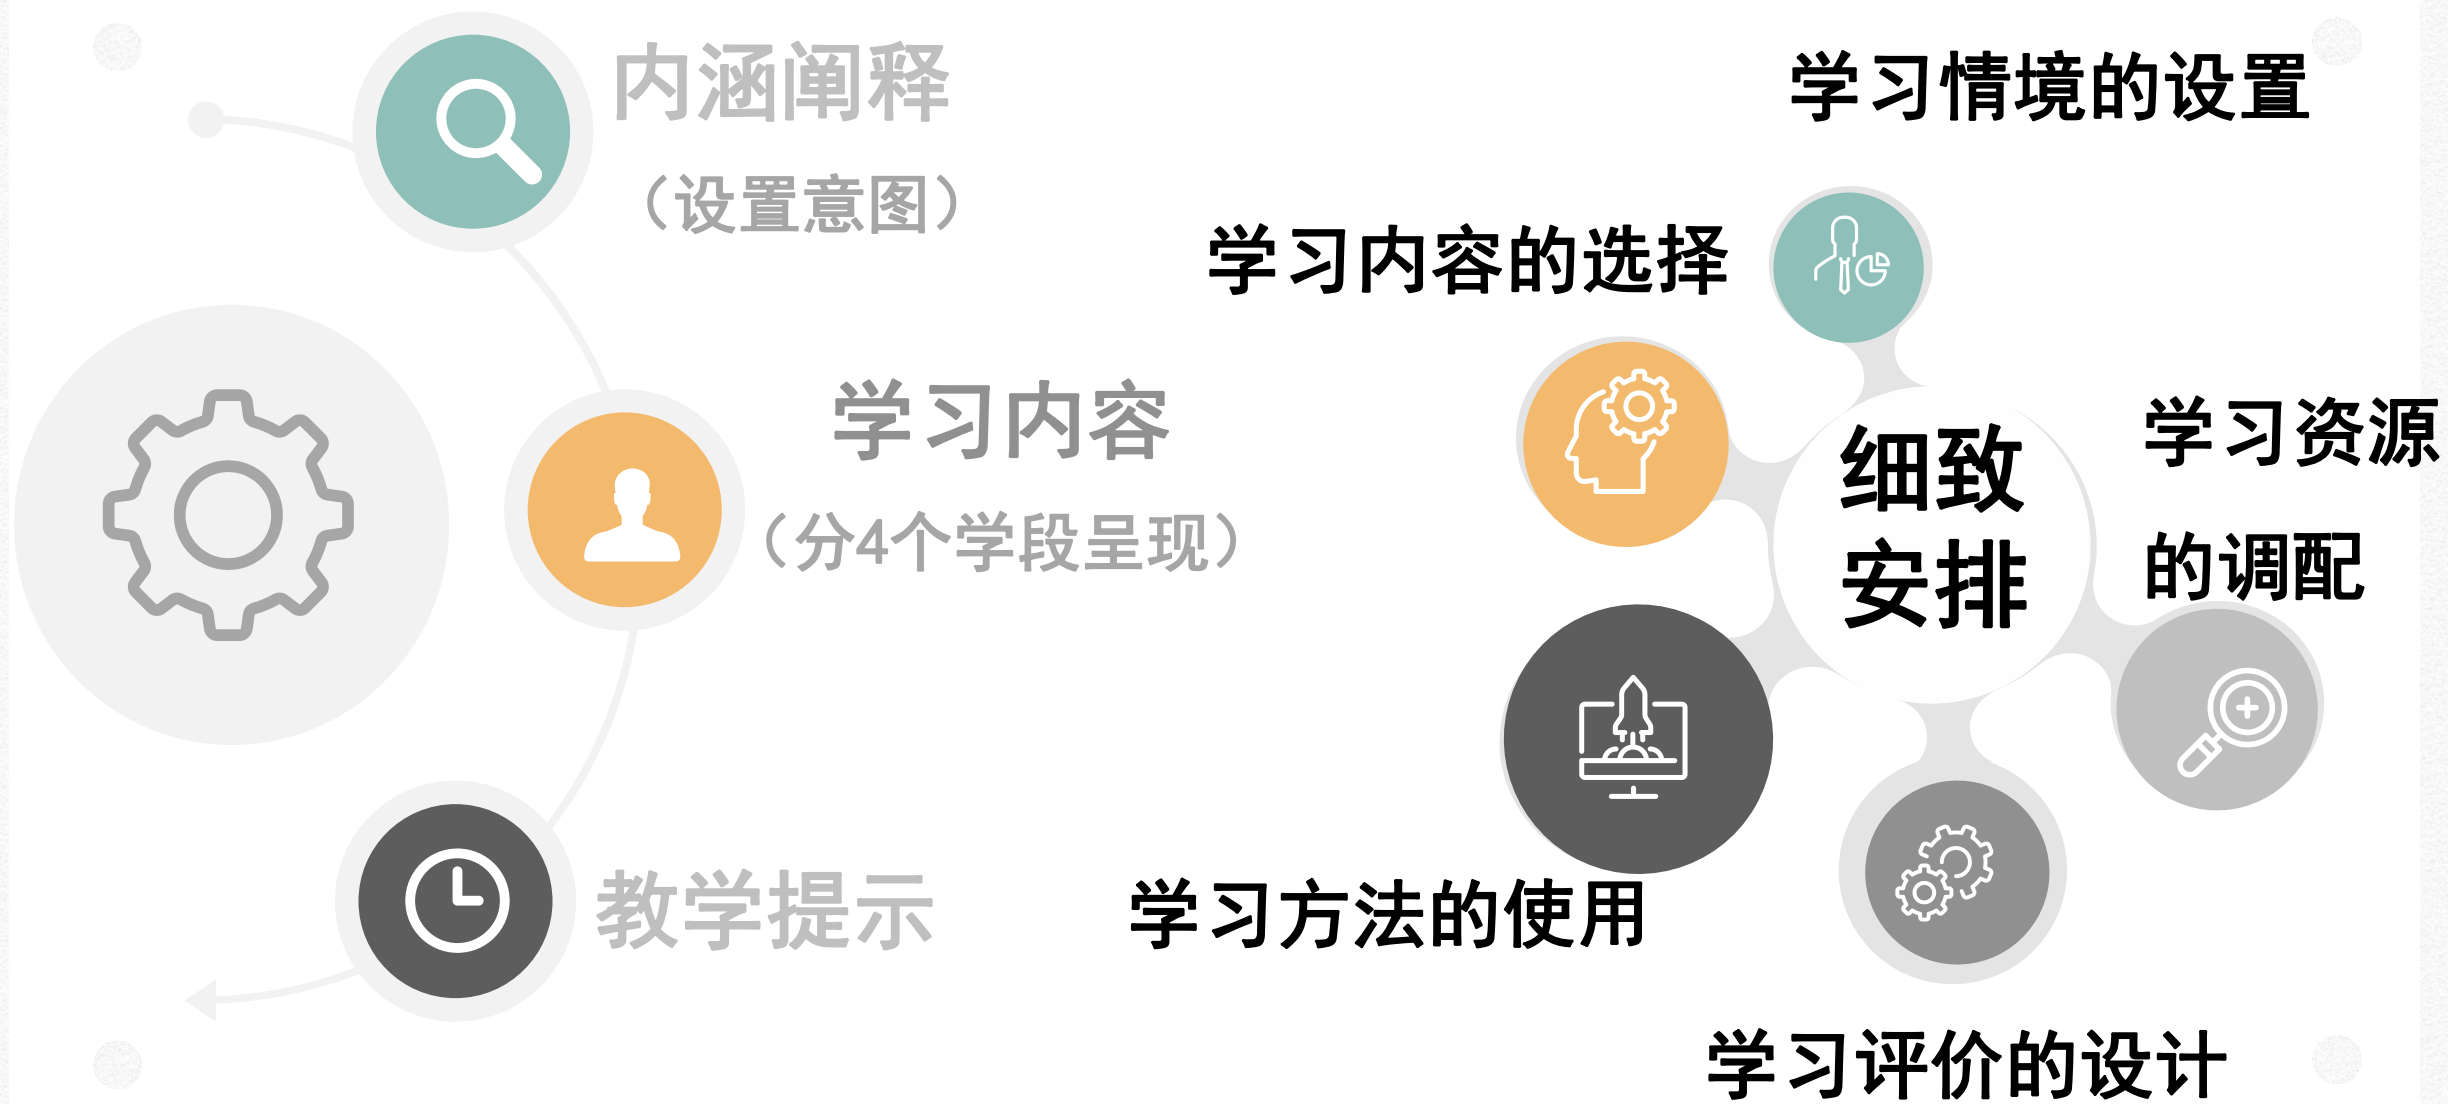 内涵阐释
（设置意图）
学习内容
（分4个学段呈现）
教学提示
学习情境的设置
学习内容的选择
细致
安排
学习资源
的调配
学习方法的使用
学习评价的设计